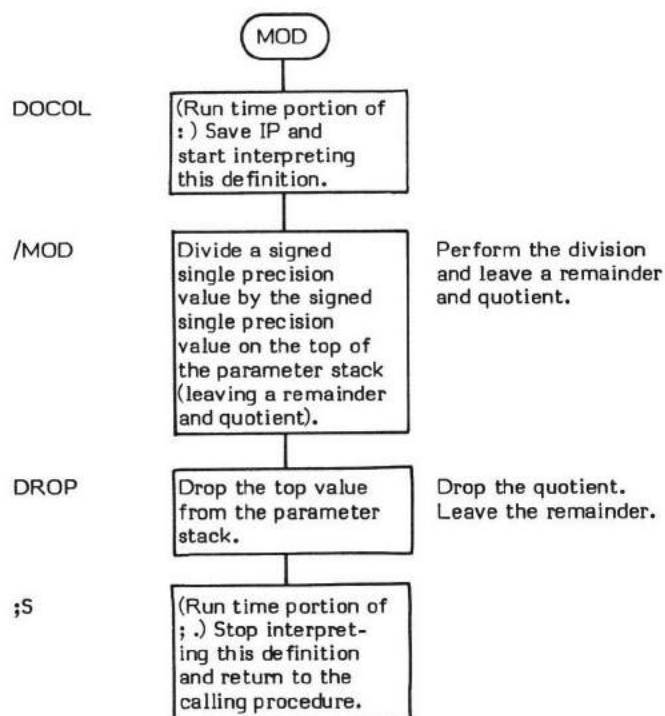 MOD
DOCOL
(Run time portion of
: ) Save IP and
start interpreting
this definition.
/MOD
Divide a signed
single precision
value by the signed
single precision
value on the top of
the parameter stack
(leaving a remainder
and quotient).
Perform the division
and leave a remainder
and quotient.
DROP
Drop the top value
from the parameter
stack.
Drop the quotient.
Leave the remainder.
;S
(Run time portion of
; .) Stop interpret-
ing this definition
and return to the
calling procedure.